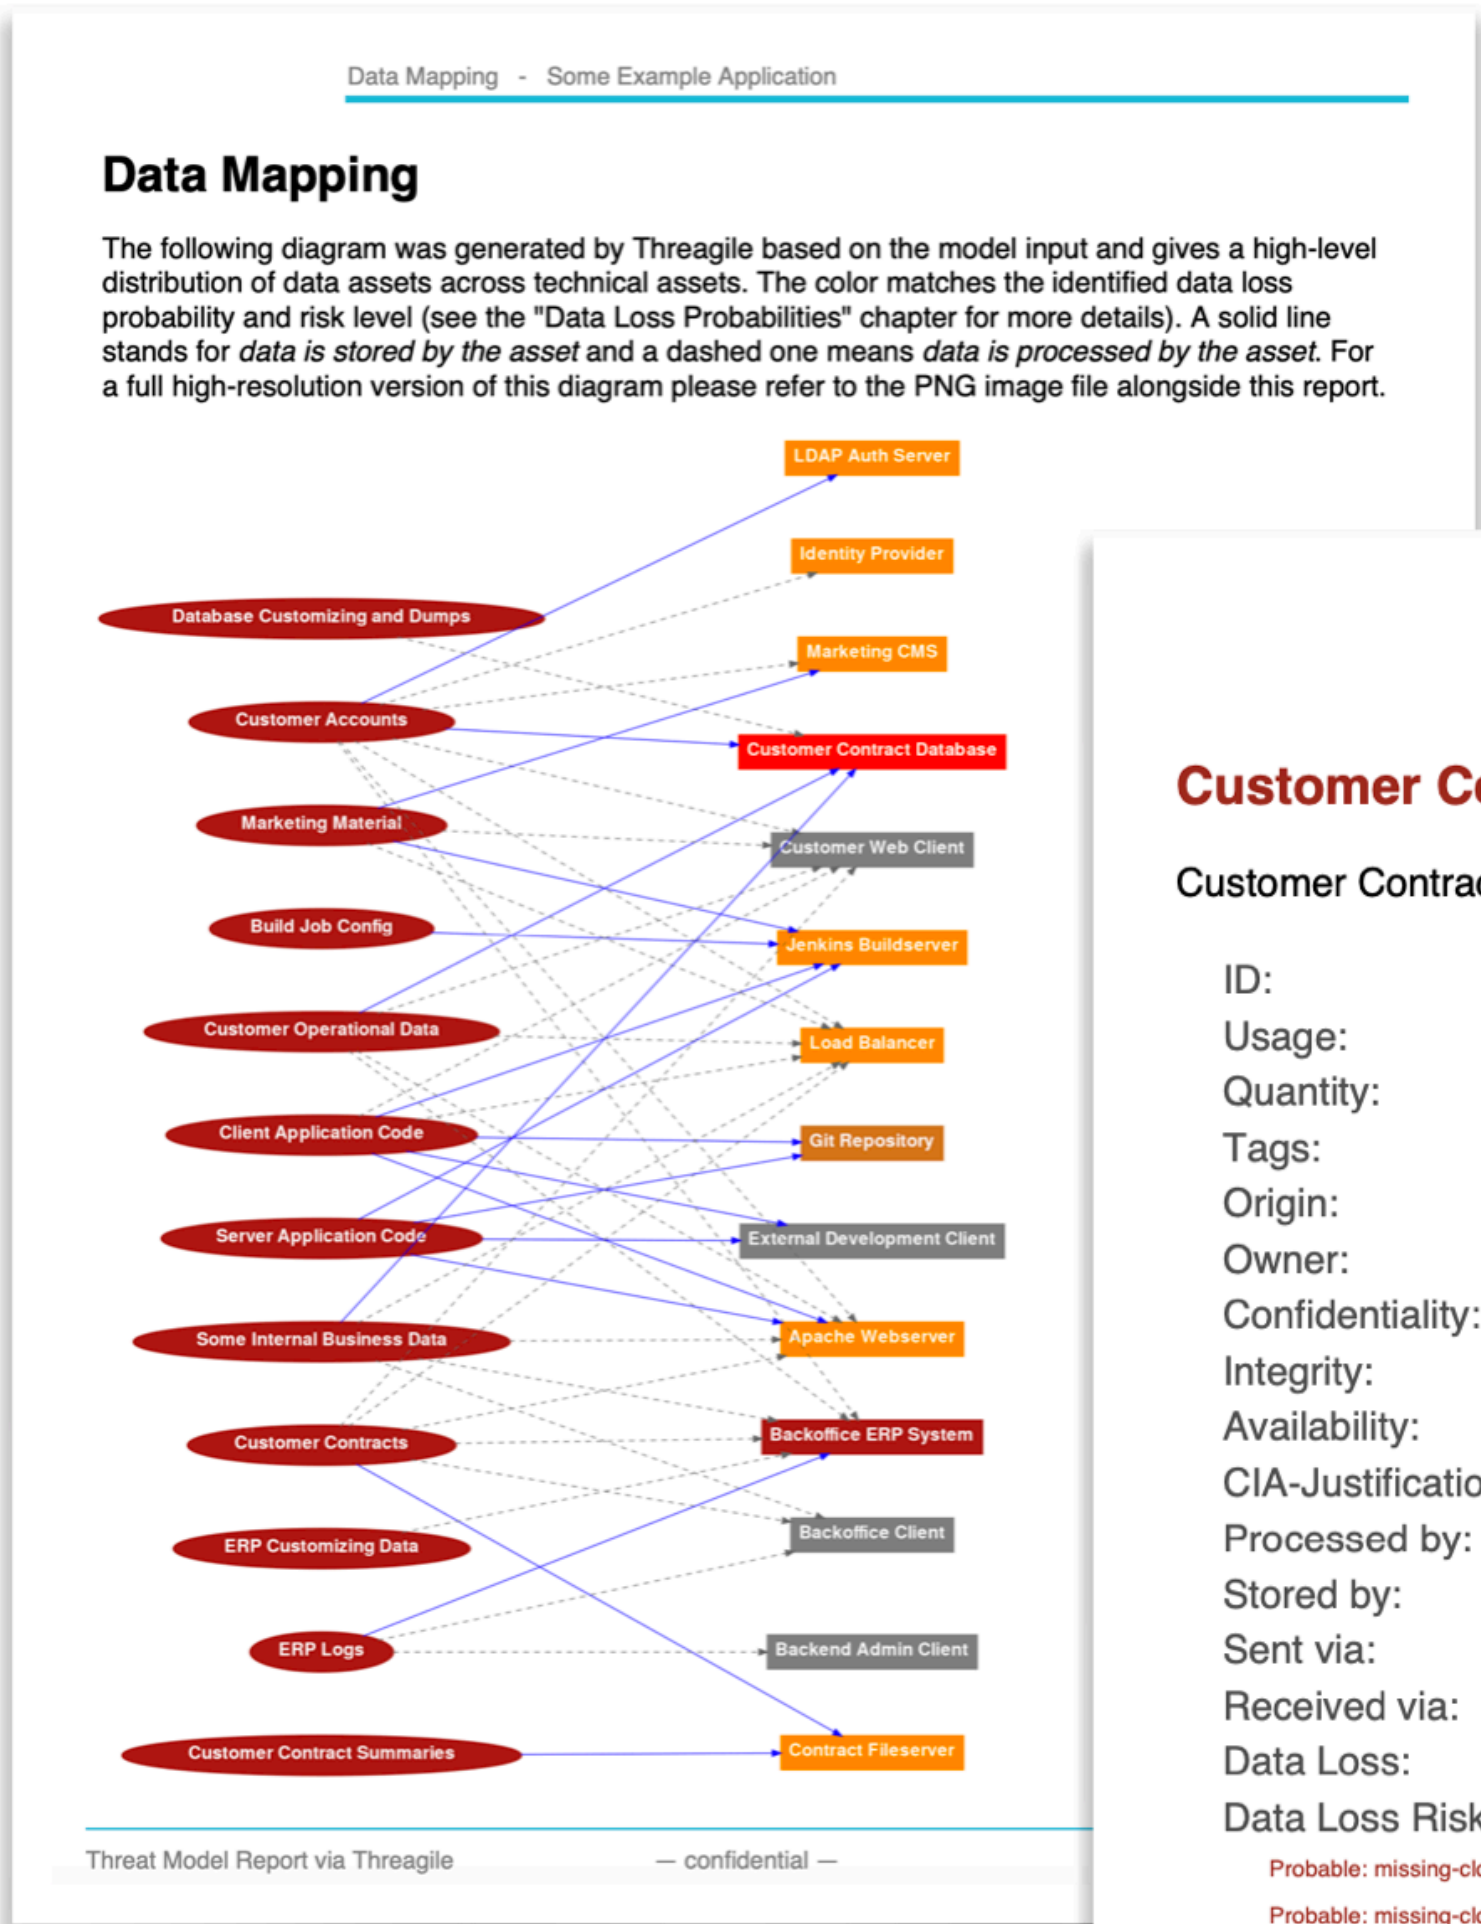 Data Mapping - Some Example Application
Data Mapping
The following diagram was generated by Threagile based on the model input and gives a high-level
distribution of data assets across technical assets. The color matches the identified data loss
probability and risk level (see the "Data Loss Probabilities" chapter for more details). A solid line
stands for data is stored by the asset and a dashed one means data is processed by the asset. For
a full high-resolution version of this diagram please refer to the PNG image file alongside this report.
LDAP Auth Server
Identity Provider
Database Customizing and Dumps
Marketing CMS
Customer Accounts
Customer Contract Database
Marketing Material
Customer Web Client
Build Job Config
Jenkins Buildserver
Customer Operational Data
Load Balancer
Client Application Code
Git Repository
Server Application Code
External Development Client
Some Internal Business Data
Apache Webserver
Customer Contracts
Backoffice ERP System
ERP Customizing Data
Backoffice Client
ERP Logs
Backend Admin Client
Customer Contract Summaries
Contract Fileserver
Threat Model Report via Threagile
— confidential —
Customer Co
Customer Contrac
ID:
Usage:
Quantity:
Tags:
Origin:
Owner:
Confidentiality:
Integrity:
Availability:
CIA-Justificatio
Processed by:
Stored by:
Sent via:
Received via:
Data Loss:
Data Loss Risk
Probable: missing-clo
Probable: missing-clo